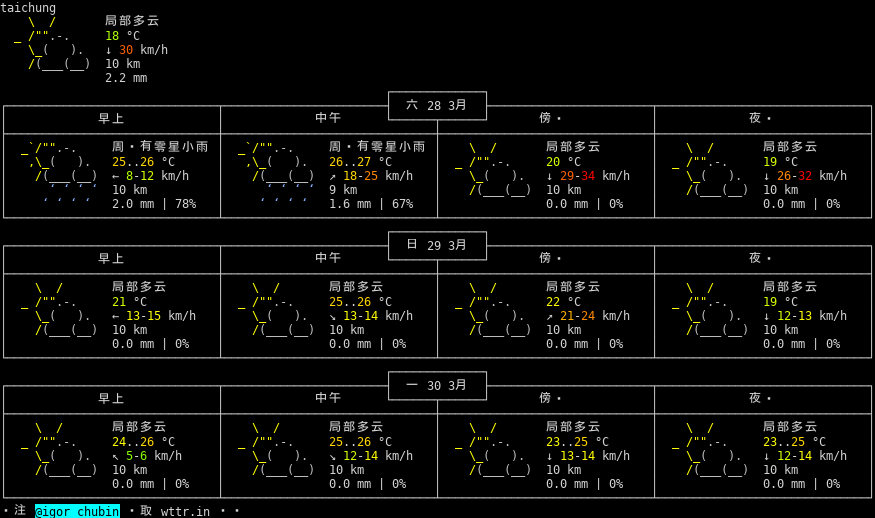 taichung
局部多云
18 °C
↓ 30 km/h
10 km
2.2 mm
六 28 3月
早上 中午 傍・ 夜・
周・有零星小雨 周・有零星小雨 局部多云 局部多云
25..26 °C 26..27 °C 20 °C 19 °C
← 8-12 km/h ↗ 18-25 km/h ↓ 29-34 km/h ↓ 26-32 km/h
10 km 9 km 10 km 10 km
2.0 mm | 78% 1.6 mm | 67% 0.0 mm | 0% 0.0 mm | 0%
日 29 3月
早上 中午 傍・ 夜・
局部多云 局部多云 局部多云 局部多云
21 °C 25..26 °C 22 °C 19 °C
← 13-15 km/h ↘ 13-14 km/h ↗ 21-24 km/h ↓ 12-13 km/h
10 km 10 km 10 km 10 km
0.0 mm | 0% 0.0 mm | 0% 0.0 mm | 0% 0.0 mm | 0%
一 30 3月
早上 中午 傍・ 夜・
局部多云 局部多云 局部多云 局部多云
24..26 °C 25..26 °C 23..25 °C 23..25 °C
↖ 5-6 km/h ↘ 12-14 km/h ↓ 13-14 km/h ↓ 12-14 km/h
10 km 10 km 10 km 10 km
0.0 mm | 0% 0.0 mm | 0% 0.0 mm | 0% 0.0 mm | 0%
・注 @igor_chubin ・取 wttr.in ・・